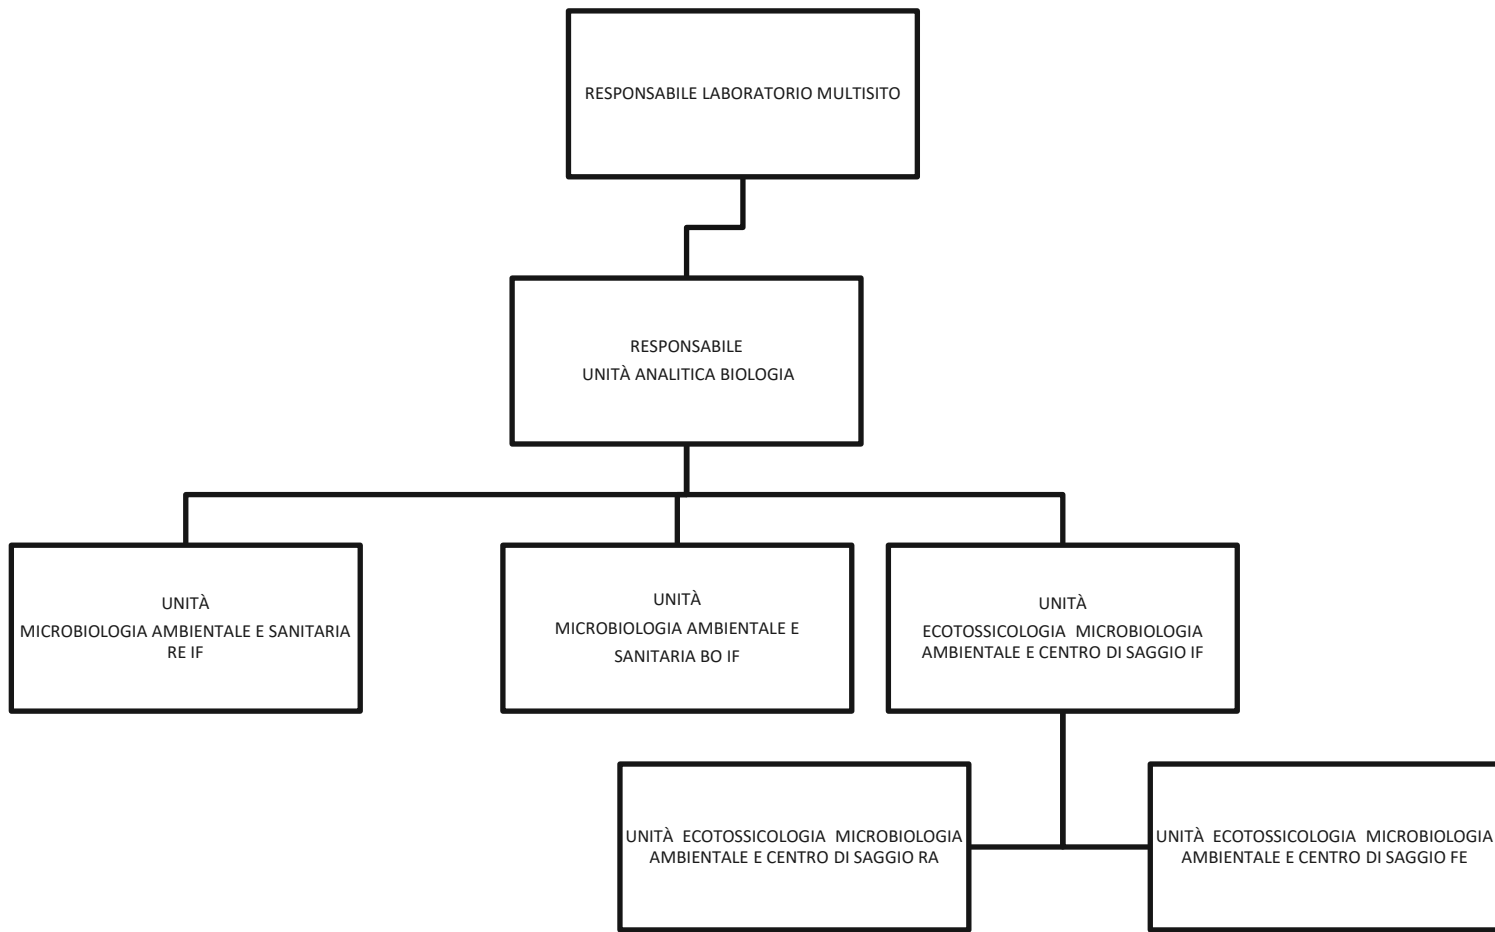 RESPONSABILE LABORATORIO MULTISITO
RESPONSABILE
UNITÀ ANALITICA BIOLOGIA
UNITÀ
MICROBIOLOGIA AMBIENTALE E SANITARIA
RE IF
UNITÀ
MICROBIOLOGIA AMBIENTALE E
SANITARIA BO IF
UNITÀ
ECOTOSSICOLOGIA MICROBIOLOGIA
AMBIENTALE E CENTRO DI SAGGIO IF
UNITÀ ECOTOSSICOLOGIA MICROBIOLOGIA
AMBIENTALE E CENTRO DI SAGGIO RA
UNITÀ ECOTOSSICOLOGIA MICROBIOLOGIA
AMBIENTALE E CENTRO DI SAGGIO FE